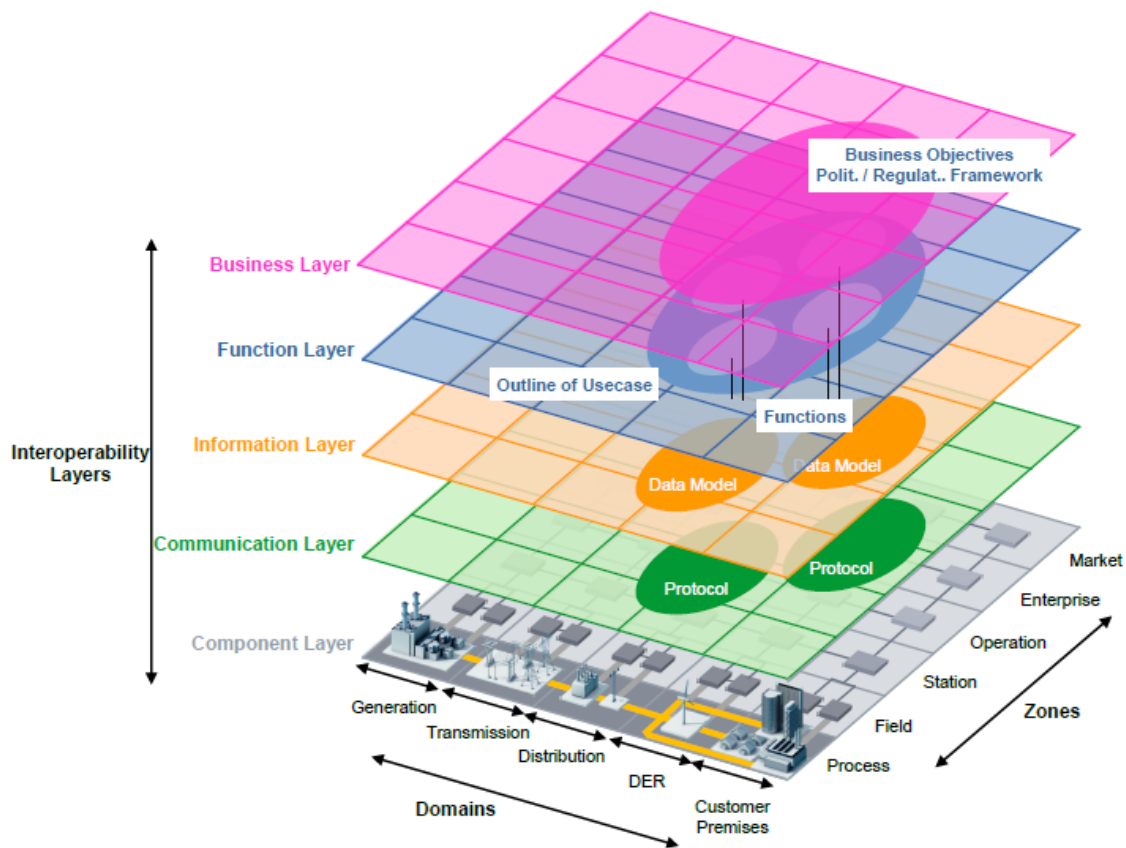 Business Objectives
Polit. / Regulat.. Framework
Business Layer
Function Layer
Outline of Usecase
Functions
Interoperability
Layers
Information Layer
Data Model
Data Model
Communication Layer
Protocol
Protocol
Component Layer
Market
Enterprise
Operation
Station
Field
Process
Zones
Generation
Transmission
Distribution
DER
Customer
Premises
Domains